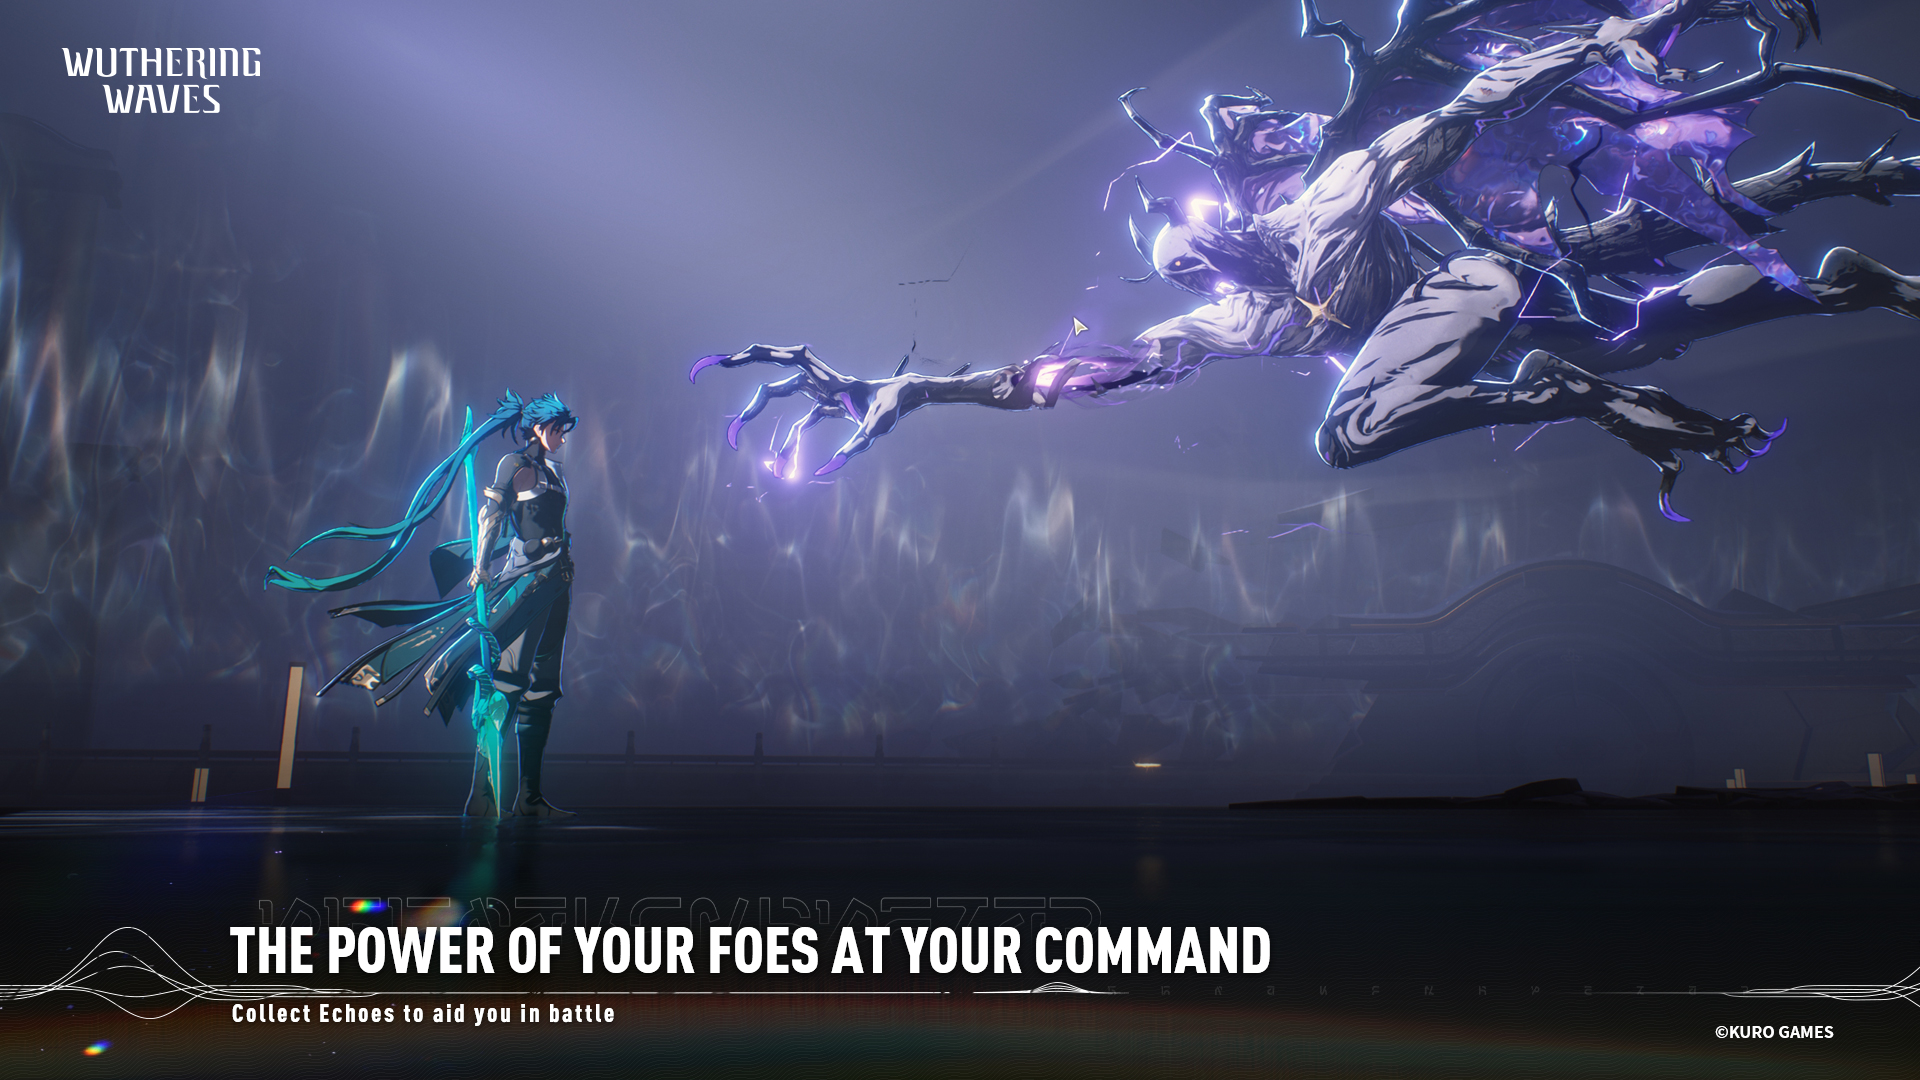 WUTHERING
WAVES
THE POWER OF YOUR FOES AT YOUR COMMAND
Collect Echoes to aid you in battle
©KURO GAMES